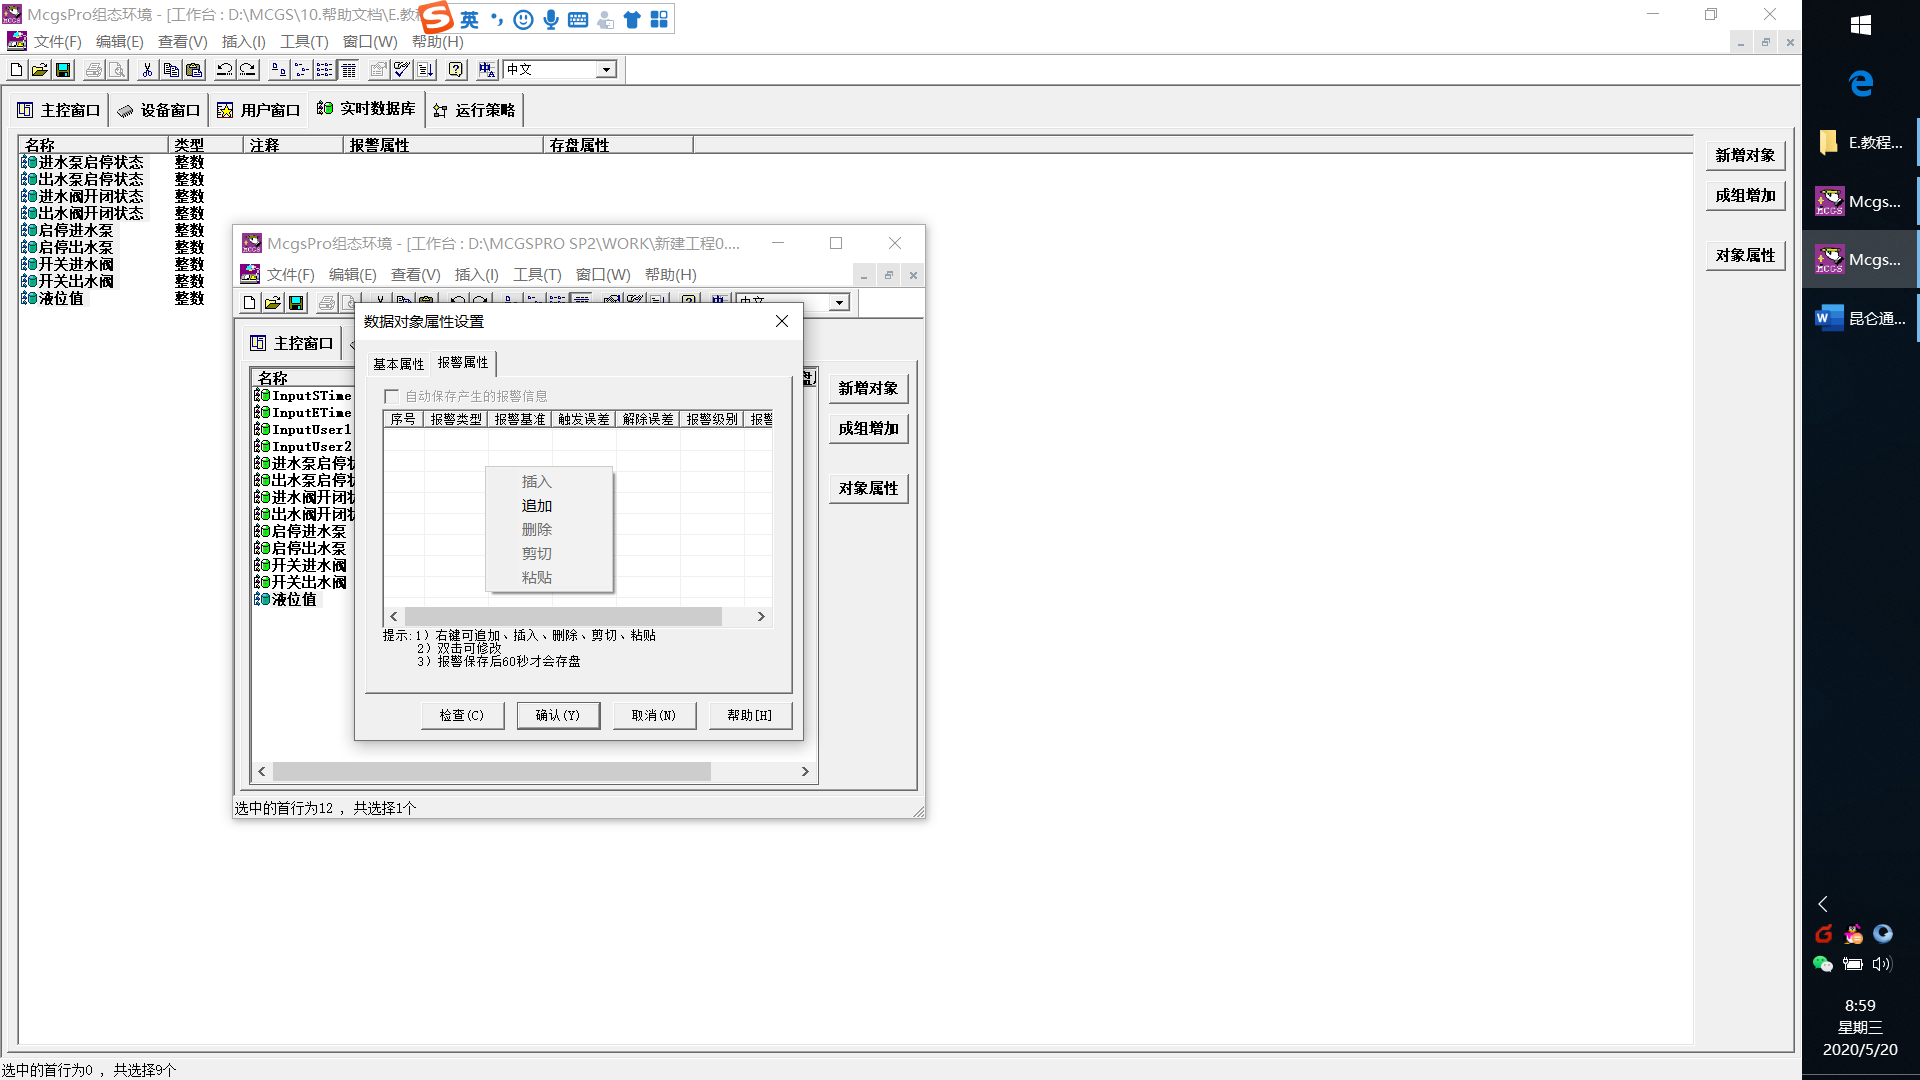 McgsPro组态环境 - [工作台 : D:\MCGS\10.帮助文档\E.教
英
文件(F) 编辑(E) 查看(V) 插入(I) 工具(T) 窗口(W) 帮助(H)
中文
主控窗口 设备窗口 用户窗口 实时数据库 运行策略
名称 类型 注释 报警属性 存盘属性
进水泵启停状态 整数
出水泵启停状态 整数
进水阀开闭状态 整数
出水阀开闭状态 整数
启停进水泵 整数
启停出水泵 整数
开关进水阀 整数
开关出水阀 整数
液位值 整数
新增对象
成组增加
对象属性
McgsPro组态环境 - [工作台 : D:\MCGSPRO SP2\WORK\新建工程0....
文件(F) 编辑(E) 查看(V) 插入(I) 工具(T) 窗口(W) 帮助(H)
主控窗口
名称
InputSTime
InputETime
InputUser1
InputUser2
进水泵启停
出水泵启停
进水阀开闭
出水阀开闭
启停进水泵
启停出水泵
开关进水阀
开关出水阀
液位值
新增对象
成组增加
对象属性
选中的首行为12 ，共选择1个
数据对象属性设置
基本属性 报警属性
自动保存产生的报警信息
序号 报警类型 报警基准 触发误差 解除误差 报警级别 报警
插入
追加
删除
剪切
粘贴
提示:1）右键可追加、插入、删除、剪切、粘贴
2）双击可修改
3）报警保存后60秒才会存盘
检查(C) 确认(Y) 取消(N) 帮助[H]
选中的首行为0 ，共选择9个
E.教程...
Mcgs...
Mcgs...
昆仑通...
8:59
星期三
2020/5/20